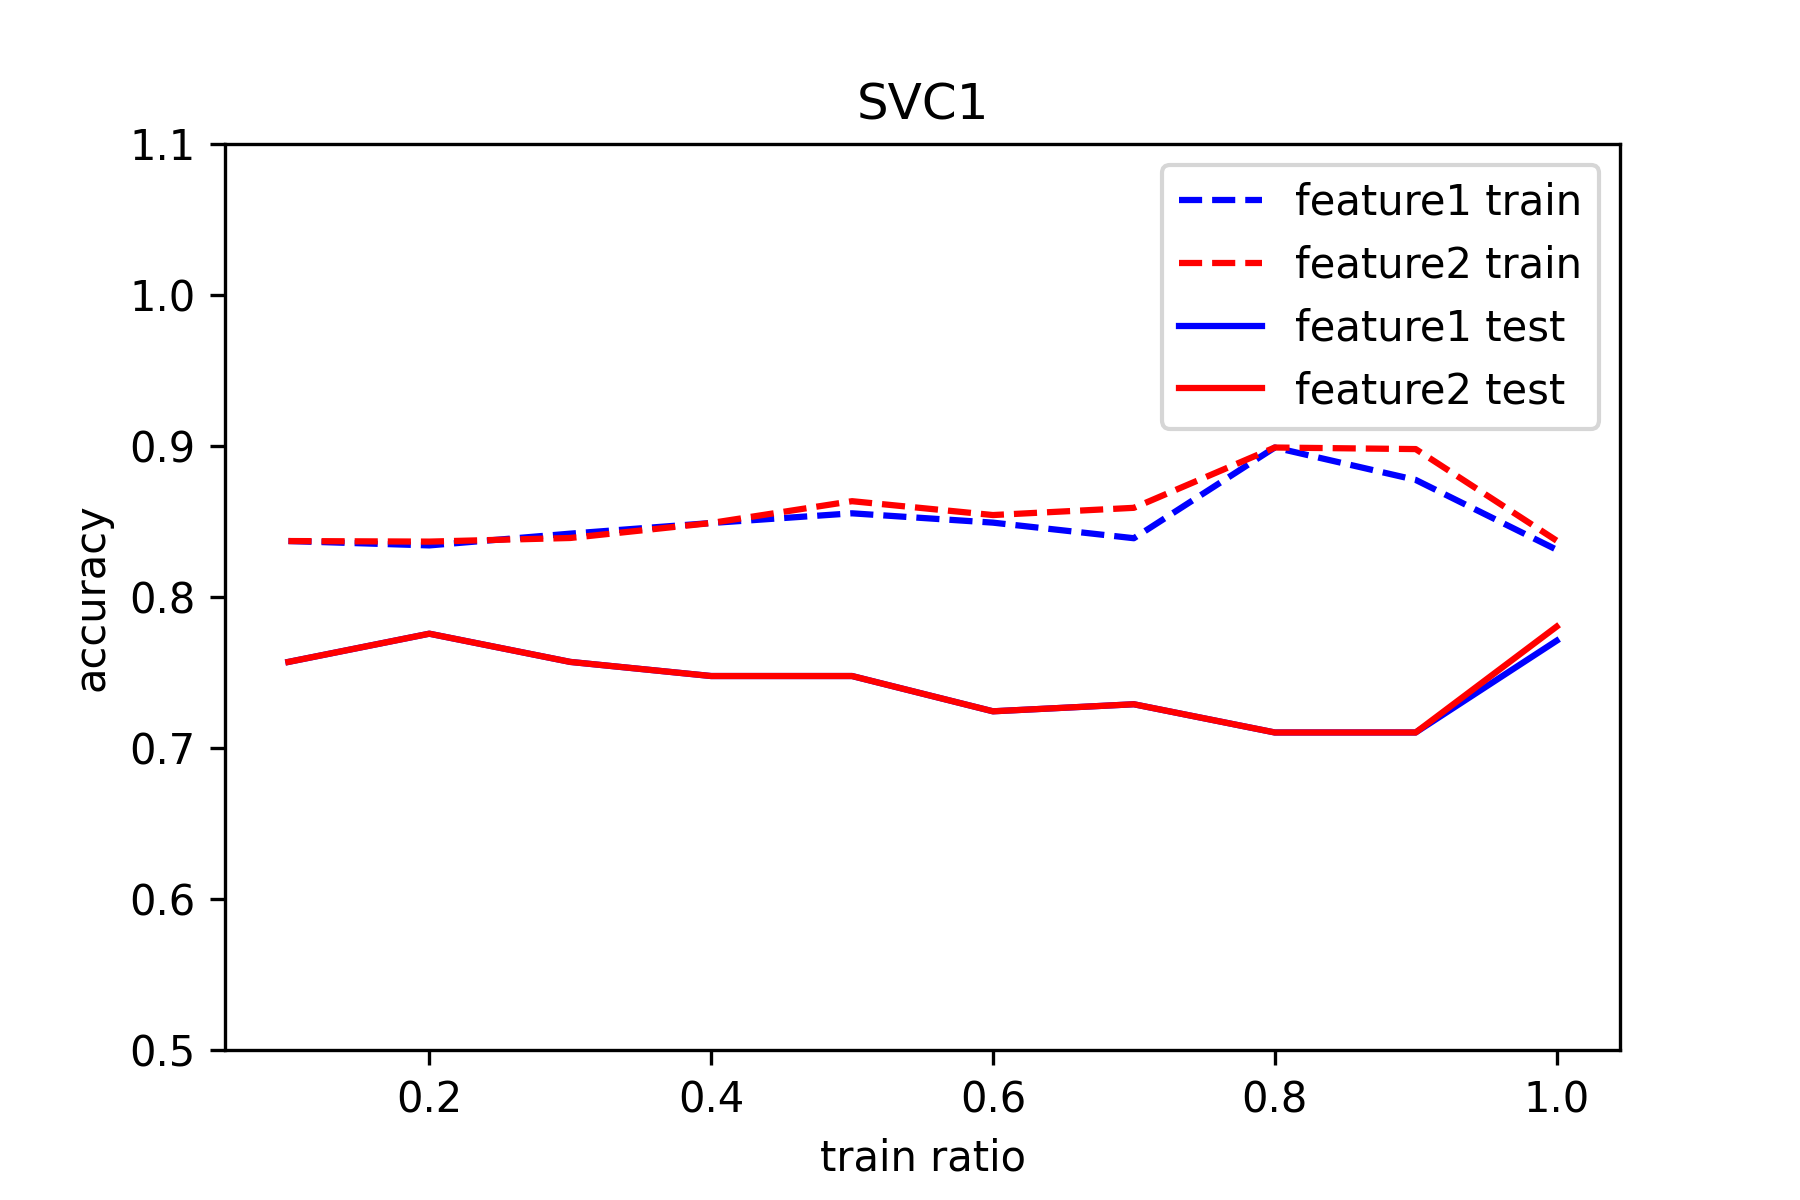 SVC1
1.1
1.0
0.9
0.8
0.7
0.6
0.5
accuracy
feature1 train
feature2 train
feature1 test
feature2 test
0.2 0.4 0.6 0.8 1.0
train ratio